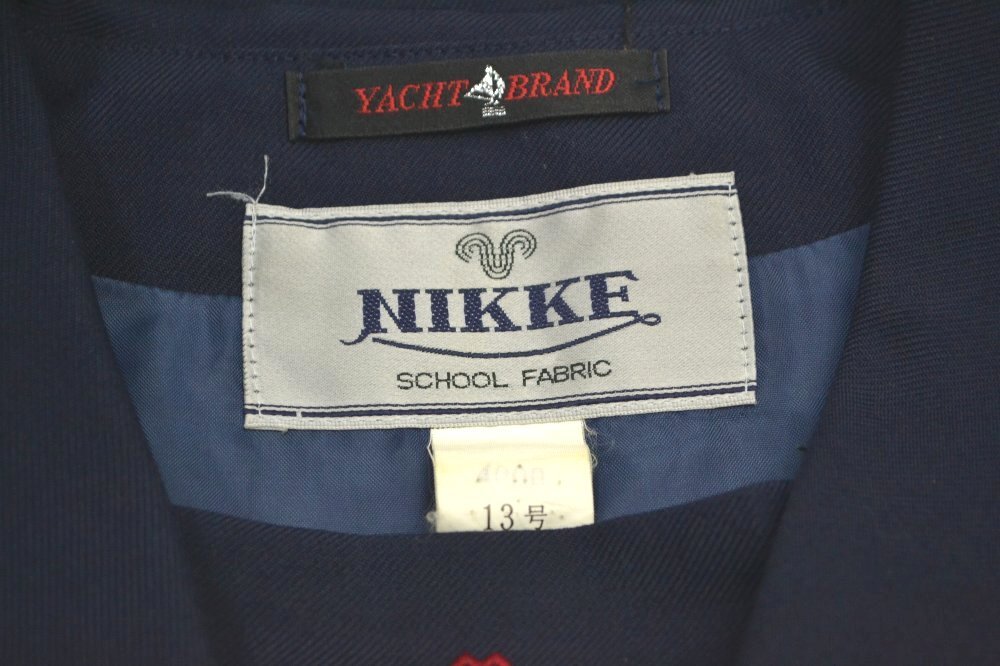 YACHT BRAND
NIKKE
SCHOOL FABRIC
13号